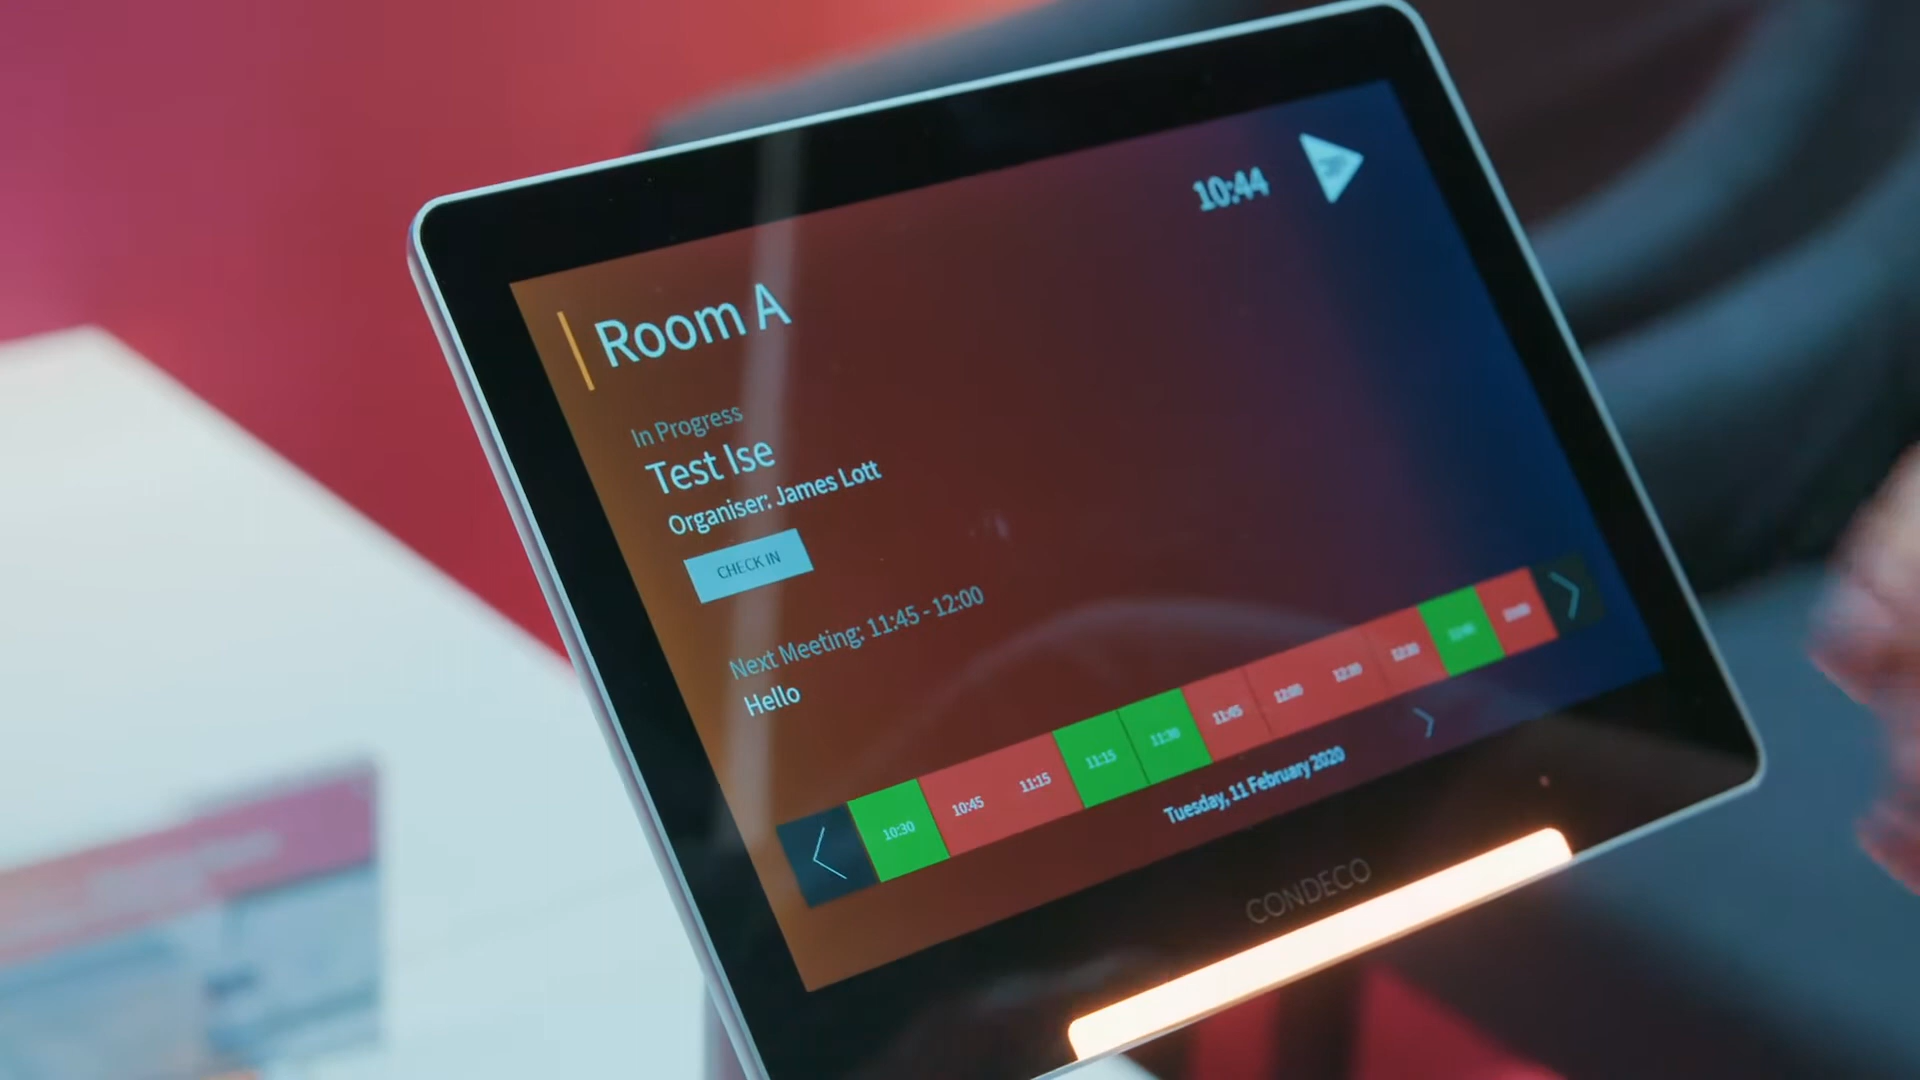 10:44
Room A
In Progress
Test Ise
Organiser: James Lott
CHECK IN
Next Meeting: 11:45 - 12:00
Hello
10:30 10:45 11:15 11:15 11:30 11:45 12:00
Tuesday, 11 February 2020
CONDECO